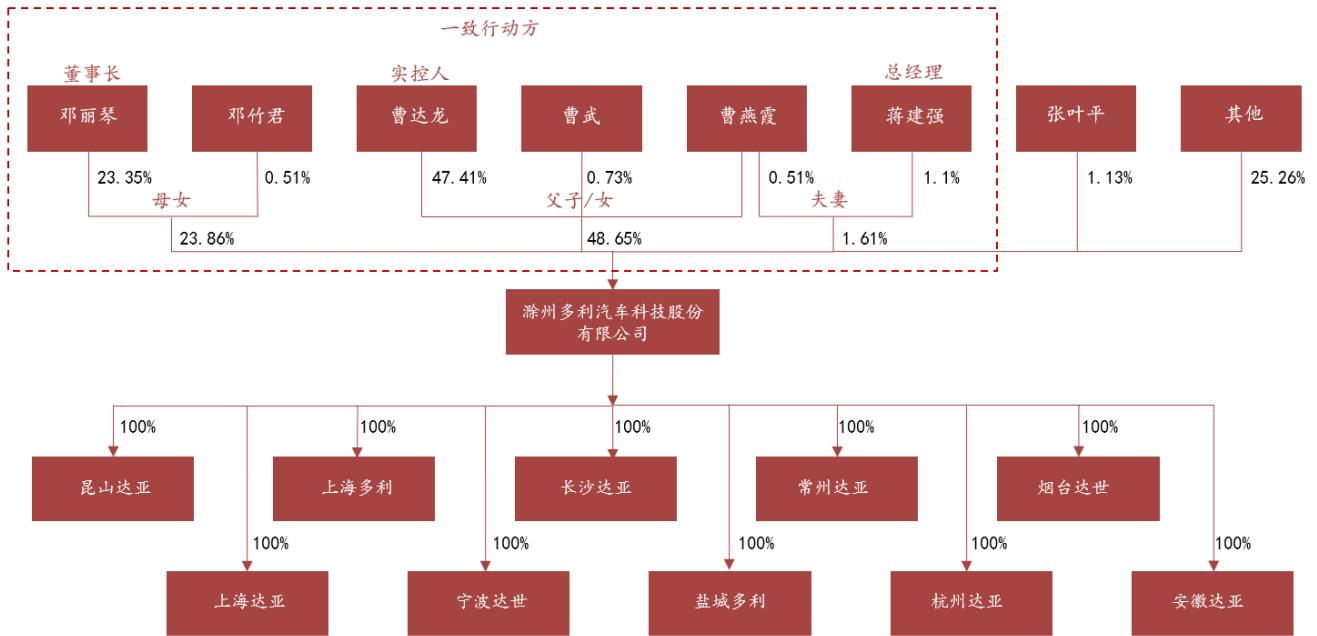 一致行动方
董事长
实控人
总经理
邓丽琴
邓竹君
曹达龙
曹武
曹燕霞
蒋建强
张叶平
其他
23.35%
0.51%
47.41%
0.73%
0.51%
1.1%
1.13%
25.26%
母女
父子/女
夫妻
23.86%
48.65%
1.61%
滁州多利汽车科技股份
有限公司
100%
100%
100%
100%
100%
昆山达亚
上海多利
长沙达亚
常州达亚
烟台达世
100%
100%
100%
100%
100%
上海达亚
宁波达世
盐城多利
杭州达亚
安徽达亚